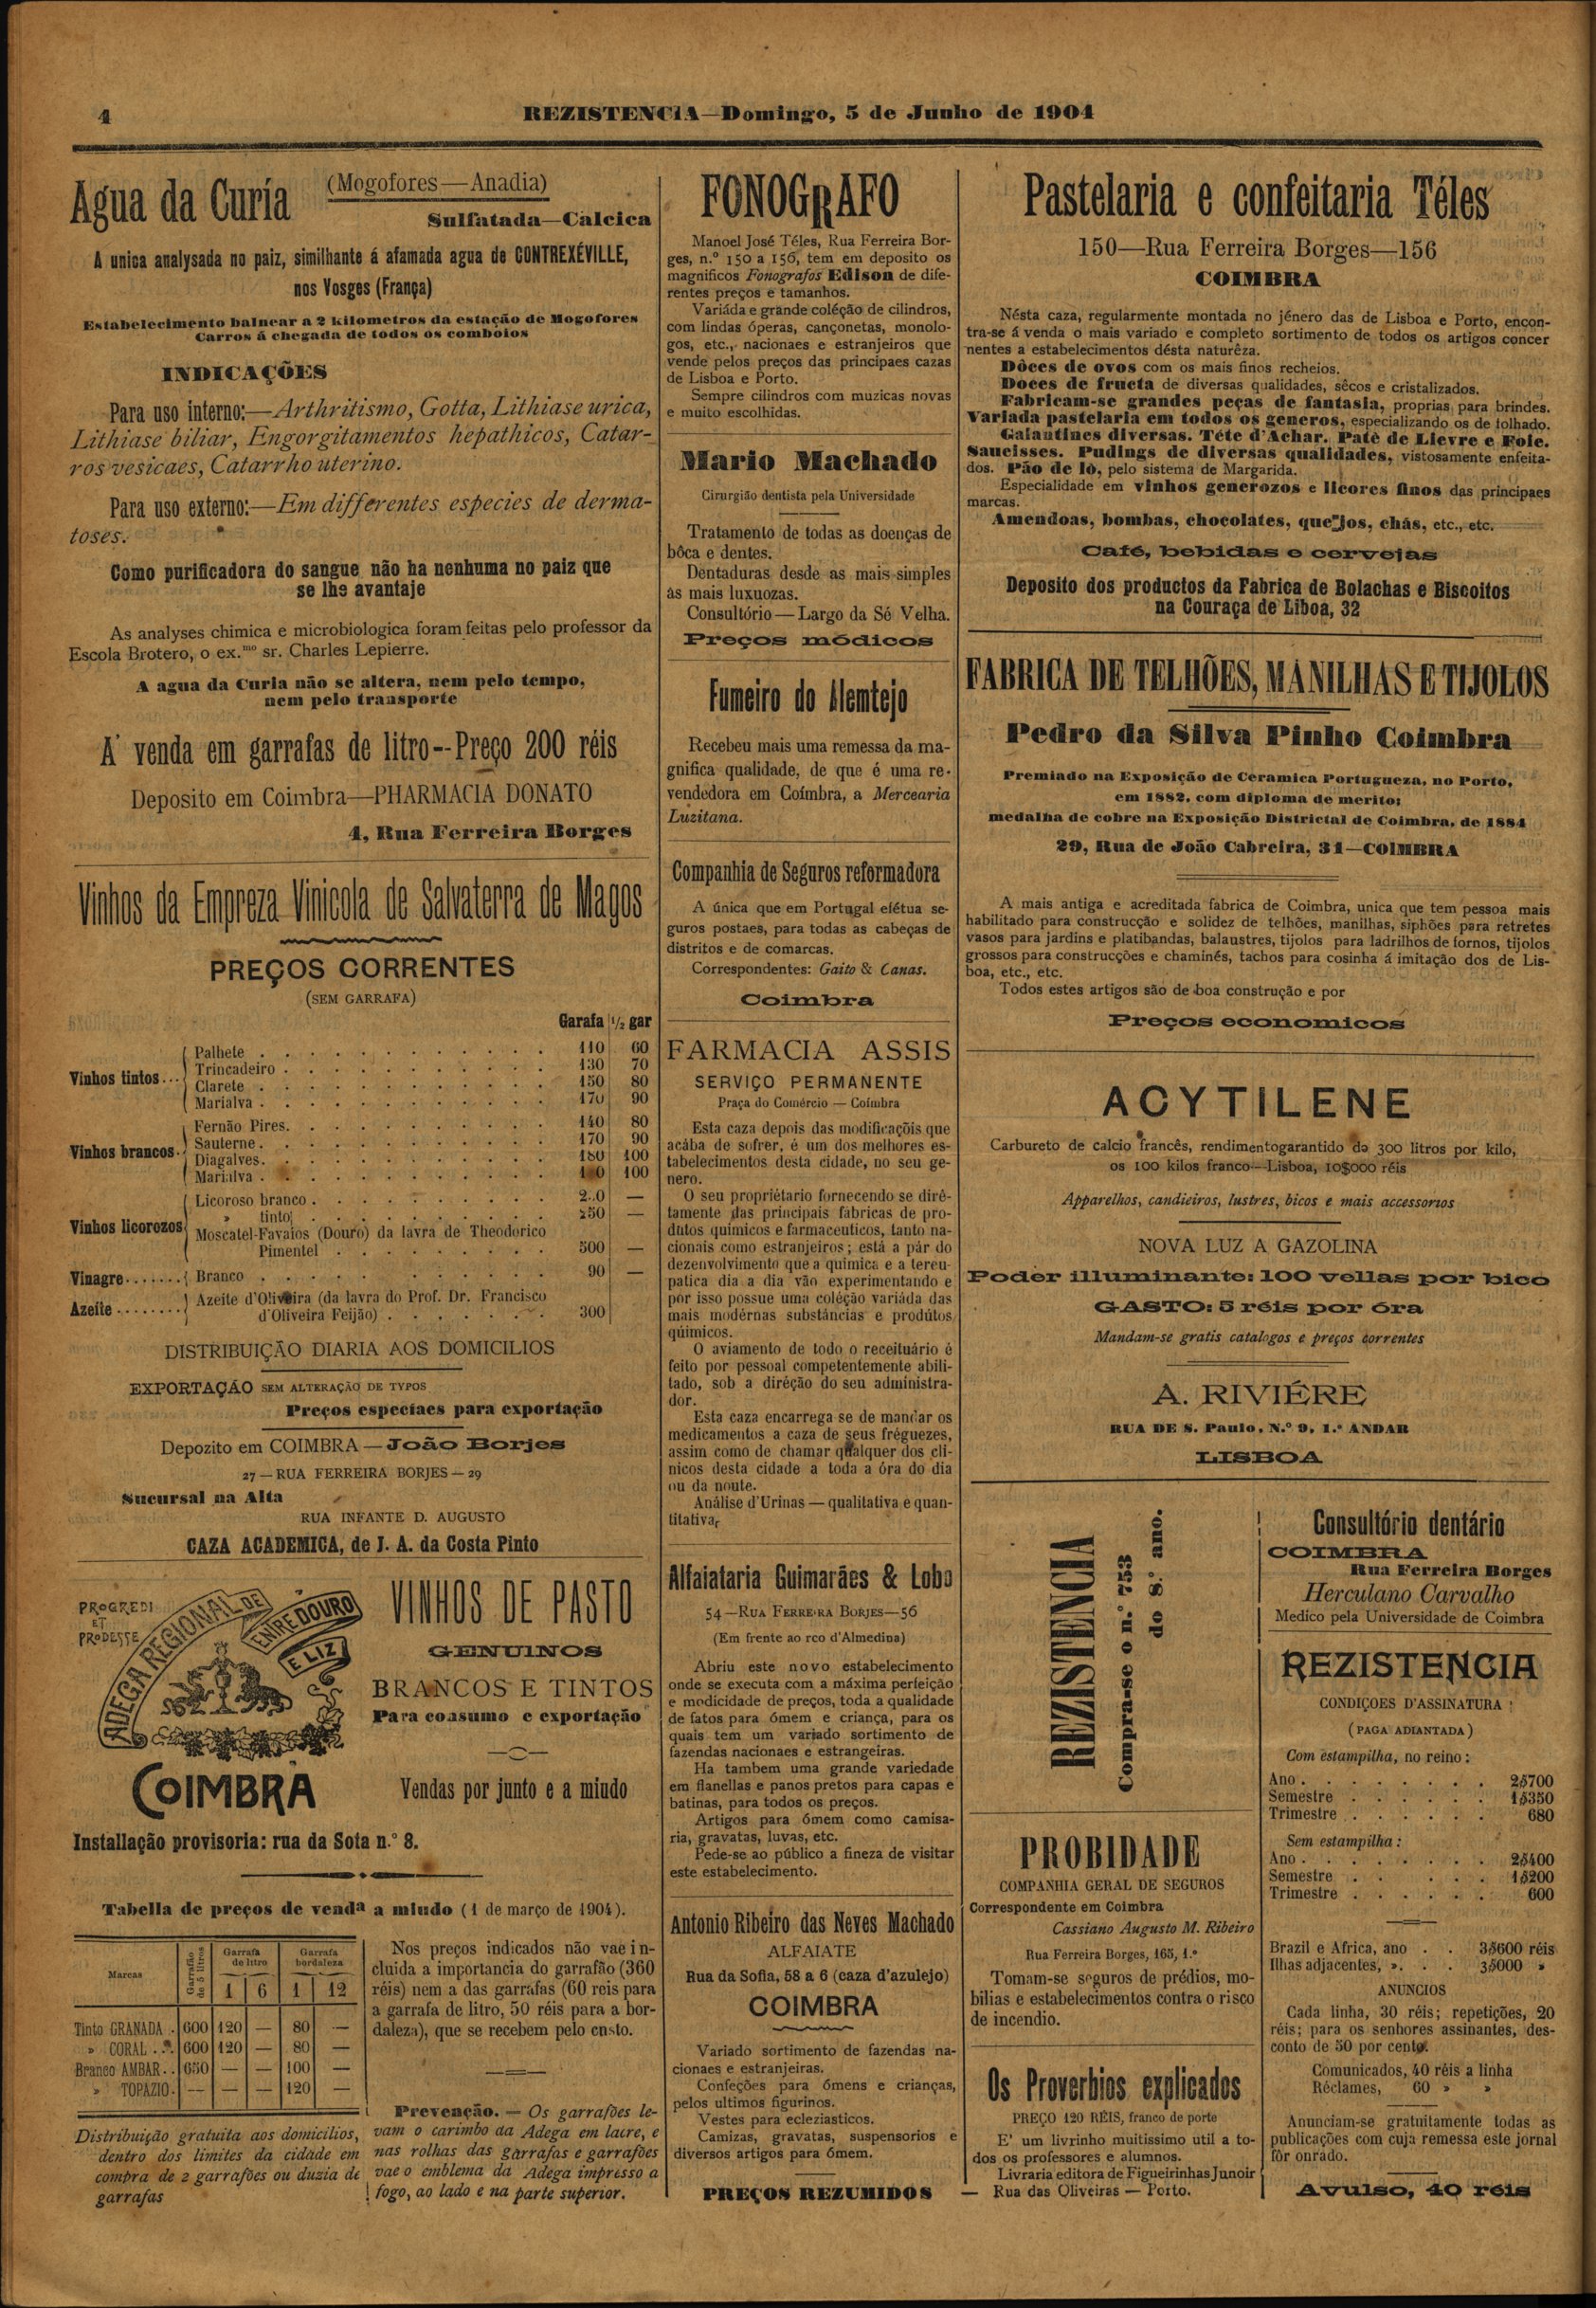 4
REZISTENCIA—Domingo, 5 de Junho de 1904
Agua da Curía
(Mogofores—Anadia)
Sulfatada—Calcica
A unica analysada no paiz, similhante á afamada agua de CONTREXÉVILLE,
nos Vosges (França)
Estabelecimento balnear a 2 kilometros da estação de Mogofores
Carros á chegada de todos os comboios
INDICAÇÕES
Para uso interno:—Arthritismo, Gotta, Lithiase urica,
Lithiase biliar, Engorgitamentos hepathicos, Catar-
ros vesicaes, Catarrho uterino.
Para uso externo:—Em differentes especies de derma-
toses.
Como purificadora do sangue não ha nenhuma no paiz que
se lhe avantaje
As analyses chimica e microbiologica foram feitas pelo professor da
Escola Brotero, o ex.mo sr. Charles Lepierre.
A agua da Curia não se altera, nem pelo tempo,
nem pelo transporte
A' venda em garrafas de litro--Preço 200 réis
Deposito em Coimbra—PHARMACIA DONATO
4, Rua Ferreira Borges
Vinhos da Empreza Vinicola de Salvaterra de Magos
PREÇOS CORRENTES
(SEM GARRAFA)
Garafa 1/2 gar
Vinhos tintos...
Palhete . . . . . . . . . . . . 110 60
Trincadeiro . . . . . . . . . . . 130 70
Clarete . . . . . . . . . . . . 150 80
Marialva . . . . . . . . . . . . 170 90
Vinhos brancos.
Fernão Pires. . . . . . . . . . . 140 80
Sauterne. . . . . . . . . . . . 170 90
Diagalves. . . . . . . . . . . . 180 100
Marialva . . . . . . . . . . . . 100
Vinhos licorozos
Licoroso branco . . . . . . . . . . —
» tinto . . . . . . . . . . 250 —
Moscatel-Favaios (Douro) da lavra de Theodorico
Pimentel . . . . . . . . . 500 —
Vinagre....... Branco . . . . . . . . . . . 90 —
Azeite ........ Azeite d'Oliveira (da lavra do Prof. Dr. Francisco
d'Oliveira Feijão) . . . . . . . 300
DISTRIBUIÇÃO DIARIA AOS DOMICILIOS
EXPORTAÇÃO SEM ALTERAÇÃO DE TYPOS
Preços especiaes para exportação
Depozito em COIMBRA — João Borjes
27 — RUA FERREIRA BORJES — 29
Sucursal na Alta
RUA INFANTE D. AUGUSTO
CAZA ACADEMICA, de J. A. da Costa Pinto
PROGREDI
ET
PRODESSE
ADEGA REGIONAL DE
ENTRE DOURO
E LIZ
COIMBRA
VINHOS DE PASTO
GENUINOS
BRANCOS E TINTOS
Para consumo e exportação
Vendas por junto e a miudo
Installação provisoria: rua da Sota n.º 8.
Tabella de preços de venda a miudo (1 de março de 1904).
Marcas
Garrafão de 5 litros
Garrafa de litro
Garrafa bordaleza
1 6 1 12
Tinto GRANADA . 600 120 — 80 —
» CORAL . . . 600 120 — 80 —
Branco AMBAR . . 650 — — 100 —
» TOPAZIO . — — — 120 —
Distribuição gratuita aos domicilios,
dentro dos limites da cidade em
compra de 2 garrafões ou duzia de
garrafas
Nos preços indicados não vae in-
cluida a importancia do garrafão (360
réis) nem a das garrafas (60 reis para
a garrafa de litro, 50 réis para a bor-
daleza), que se recebem pelo custo.
Prevenção. — Os garrafões le-
vam o carimbo da Adega em lacre, e
nas rolhas das garrafas e garrafões
vae o emblema da Adega impresso a
fogo, ao lado e na parte superior.
FONOGRAFO
Manoel José Téles, Rua Ferreira Bor-
ges, n.º 150 a 156, tem em deposito os
magnificos Fonografos Edison de dife-
rentes preços e tamanhos.
Variáda e grande coléção de cilindros,
com lindas óperas, cançonetas, monolo-
gos, etc., nacionaes e estranjeiros que
vende pelos preços das principaes cazas
de Lisboa e Porto.
Sempre cilindros com muzicas novas
e muito escolhidas.
Mario Machado
Cirurgião dentista pela Universidade
Tratamento de todas as doenças de
bôca e dentes.
Dentaduras desde as mais simples
ás mais luxuozas.
Consultório — Largo da Sé Velha.
Preços módicos
Fumeiro do Alemtejo
Recebeu mais uma remessa da ma-
gnifica qualidade, de que é uma re-
vendedora em Coímbra, a Mercearia
Luzitana.
Companhia de Seguros reformadora
A única que em Portugal efétua se-
guros postaes, para todas as cabeças de
distritos e de comarcas.
Correspondentes: Gaito & Canas.
Coimbra
FARMACIA ASSIS
SERVIÇO PERMANENTE
Praça do Comércio — Coímbra
Esta caza depois das modificaçõis que
acába de sofrer, é um dos melhores es-
tabelecimentos desta cidade, no seu ge-
nero.
O seu propriétario fornecendo se dirê-
tamente das principais fábricas de pro-
dutos quimicos e farmaceuticos, tanto na-
cionais como estranjeiros; está a pár do
dezenvolvimento que a quimica e a tereu-
patica dia a dia vão experimentando e
por isso possue uma coléção variáda das
mais modérnas substâncias e prodútos
quimicos.
O aviamento de todo o receituário é
feito por pessoal competentemente abili-
tado, sob a diréção do seu administra-
dor.
Esta caza encarrega se de mandar os
medicamentos a caza de seus fréguezes,
assim como de chamar qualquer dos cli-
nicos desta cidade a toda a óra do dia
ou da noute.
Análise d'Urinas — qualitativa e quan-
titativa,
Alfaiataria Guimarães & Lobo
54—RUA FERREIRA BORJES—56
(Em frente ao rco d'Almedina)
Abriu este novo estabelecimento
onde se executa com a máxima perfeição
e modicidade de preços, toda a qualidade
de fatos para ómem e criança, para os
quais tem um variado sortimento de
fazendas nacionaes e estrangeiras.
Ha tambem uma grande variedade
em flanellas e panos pretos para capas e
batinas, para todos os preços.
Artigos para ómem como camisa-
ria, gravatas, luvas, etc.
Pede-se ao público a fineza de visitar
este estabelecimento.
Antonio Ribeiro das Neves Machado
ALFAIATE
Rua da Sofia, 58 a 6 (caza d'azulejo)
COIMBRA
Variado sortimento de fazendas na-
cionaes e estranjeiras.
Confeções para ómens e crianças,
pelos ultimos figurinos.
Vestes para ecleziasticos.
Camizas, gravatas, suspensorios e
diversos artigos para ómem.
PREÇOS REZUMIDOS
Pastelaria e confeitaria Téles
150—Rua Ferreira Borges—156
COIMBRA
Nésta caza, regularmente montada no jénero das de Lisboa e Porto, encon-
tra-se á venda o mais variado e completo sortimento de todos os artigos concer
nentes a estabelecimentos désta naturêza.
Dôces de ovos com os mais finos recheios.
Doces de fructa de diversas qualidades, sêcos e cristalizados.
Fabricam-se grandes peças de fantasia, proprias para brindes.
Variada pastelaria em todos os generos, especializando os de folhado.
Galantines diversas. Téte d'Achar. Patê de Lievre e Foie.
Saucisses. Pudings de diversas qualidades, vistosamente enfeita-
dos. Pão de ló, pelo sistema de Margarida.
Especialidade em vinhos generozos e licores finos das principaes
marcas.
Amendoas, bombas, chocolates, queijos, chás, etc., etc.
Café, bebidas e cervejas
Deposito dos productos da Fabrica de Bolachas e Biscoitos
na Couraça de Liboa, 32
FABRICA DE TELHÕES, MANILHAS E TIJOLOS
Pedro da Silva Pinho Coimbra
Premiado na Exposição de Ceramica Portugueza, no Porto,
em 1882, com diploma de merito;
medalha de cobre na Exposição Districtal de Coimbra, de 1884
29, Rua de João Cabreira, 31—COIMBRA
A mais antiga e acreditada fabrica de Coimbra, unica que tem pessoa mais
habilitado para construcção e solidez de telhões, manilhas, siphões para retretes
vasos para jardins e platibandas, balaustres, tijolos para ladrilhos de fornos, tijolos
grossos para construcções e chaminés, tachos para cosinha á imitação dos de Lis-
boa, etc., etc.
Todos estes artigos são de boa construção e por
Preços economicos
ACYTILENE
Carbureto de calcio francês, rendimentogarantido de 300 litros por kilo,
os 100 kilos franco—Lisboa, 10$000 réis
Apparelhos, candieiros, lustres, bicos e mais accessorios
NOVA LUZ A GAZOLINA
Poder illuminante: 100 vellas por bico
GASTO: 5 réis por óra
Mandam-se gratis catalogos e preços correntes
A. RIVIÉRE
RUA DE S. Paulo, N.º 9, 1.º ANDAR
LISBOA
REZISTENCIA
Compra-se o n.º 753
do 8.º ano.
PROBIDADE
COMPANHIA GERAL DE SEGUROS
Correspondente em Coimbra
Cassiano Augusto M. Ribeiro
Rua Ferreira Borges, 165, 1.º
Tomam-se seguros de prédios, mo-
bilias e estabelecimentos contra o risco
de incendio.
Os Proverbios explicados
PREÇO 120 RÉIS, franco de porte
E' um livrinho muitissimo util a to-
dos os professores e alumnos.
Livraria editora de Figueirinhas Junoir
— Rua das Oliveiras — Porto.
Consultório dentário
COIMBRA
Rua Ferreira Borges
Herculano Carvalho
Medico pela Universidade de Coimbra
REZISTENCIA
CONDIÇOES D'ASSINATURA
(PAGA ADIANTADA)
Com estampilha, no reino:
Ano . . . . . . . . 2$700
Semestre . . . . . . 1$350
Trimestre . . . . . . 680
Sem estampilha:
Ano . . . . . . . . 2$400
Semestre . . . . . 1$200
Trimestre . . . . . . 600
Brazil e Africa, ano . . 3$600 réis
Ilhas adjacentes, ». . . 3$000 »
ANUNCIOS
Cada linha, 30 réis; repetições, 20
réis; para os senhores assinantes, des-
conto de 50 por cento.
Comunicados, 40 réis a linha
Réclames, 60 » »
Anunciam-se gratuitamente todas as
publicações com cuja remessa este jornal
fôr onrado.
Avulso, 40 réis